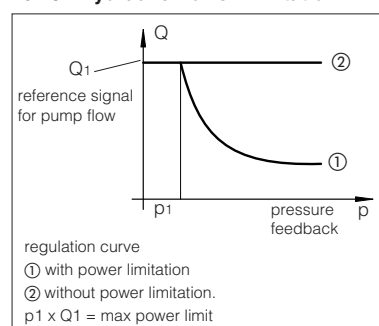 Q
Q1
②
reference signal
for pump flow
①
p1
pressure
feedback
p
regulation curve
① with power limitation
② without power limitation.
p1 x Q1 = max power limit